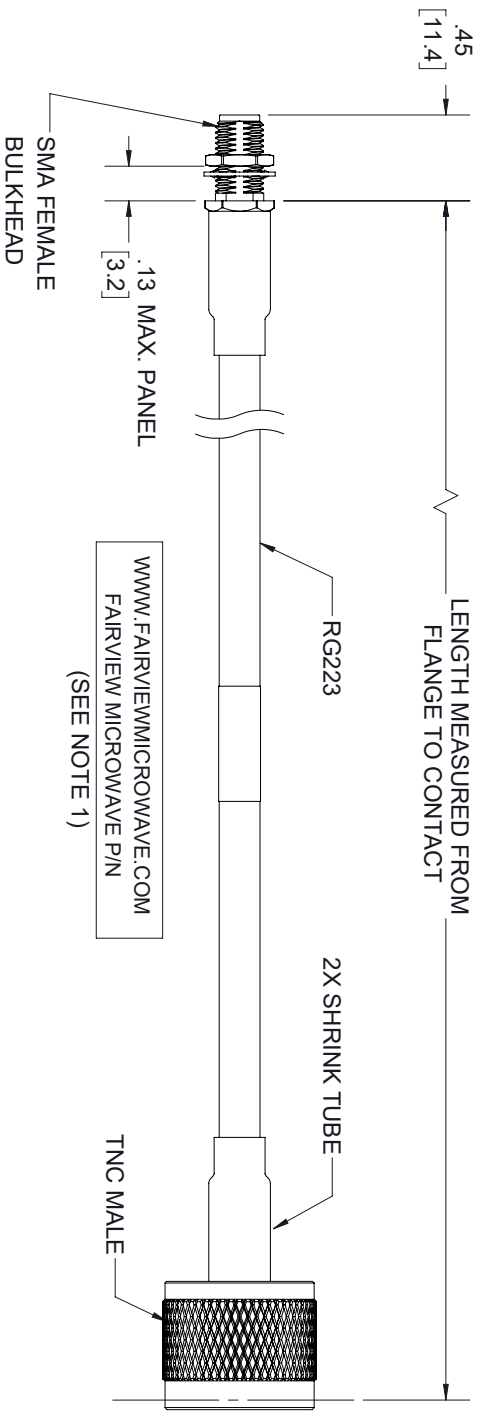 .45
[11.4]
LENGTH MEASURED FROM
FLANGE TO CONTACT
SMA FEMALE
BULKHEAD
.13 MAX. PANEL
[3.2]
RG223
2X SHRINK TUBE
WWW.FAIRVIEWMICROWAVE.COM
FAIRVIEW MICROWAVE P/N
(SEE NOTE 1)
TNC MALE